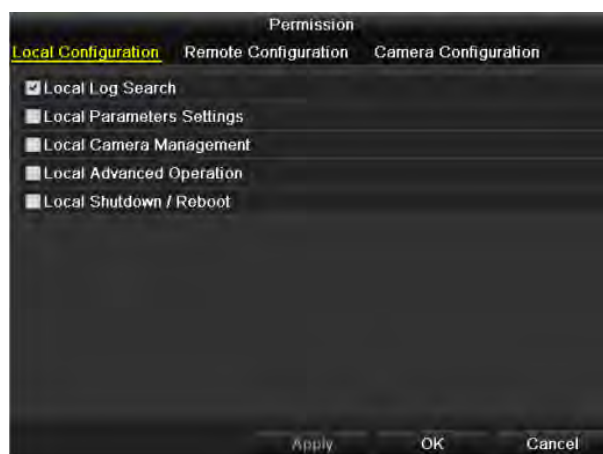 Permission
Local Configuration Remote Configuration Camera Configuration
Local Log Search
Local Parameters Settings
Local Camera Management
Local Advanced Operation
Local Shutdown / Reboot
Apply OK Cancel